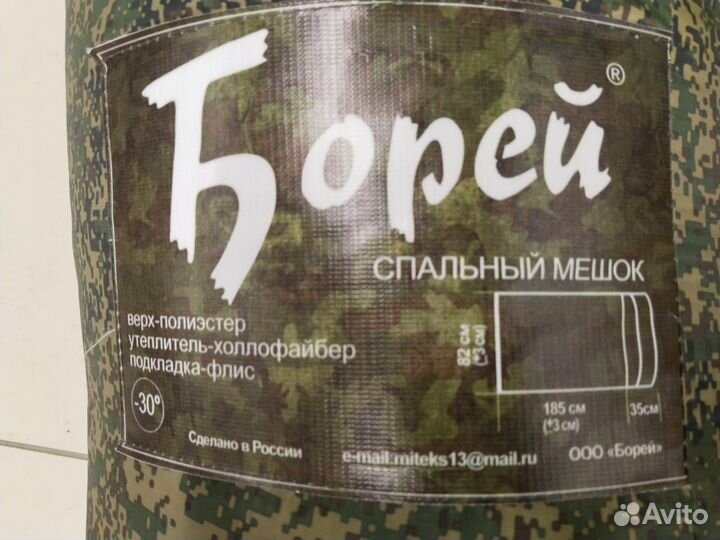 Борей®
СПАЛЬНЫЙ МЕШОК
верх-полиэстер
утеплитель-холлофайбер
подкладка-флис
-30°
82 см
(*3 см)
185 см
(*3 см)
35см
Сделано в России
e-mail:miteks13@mail.ru
ООО «Борей»
Avito